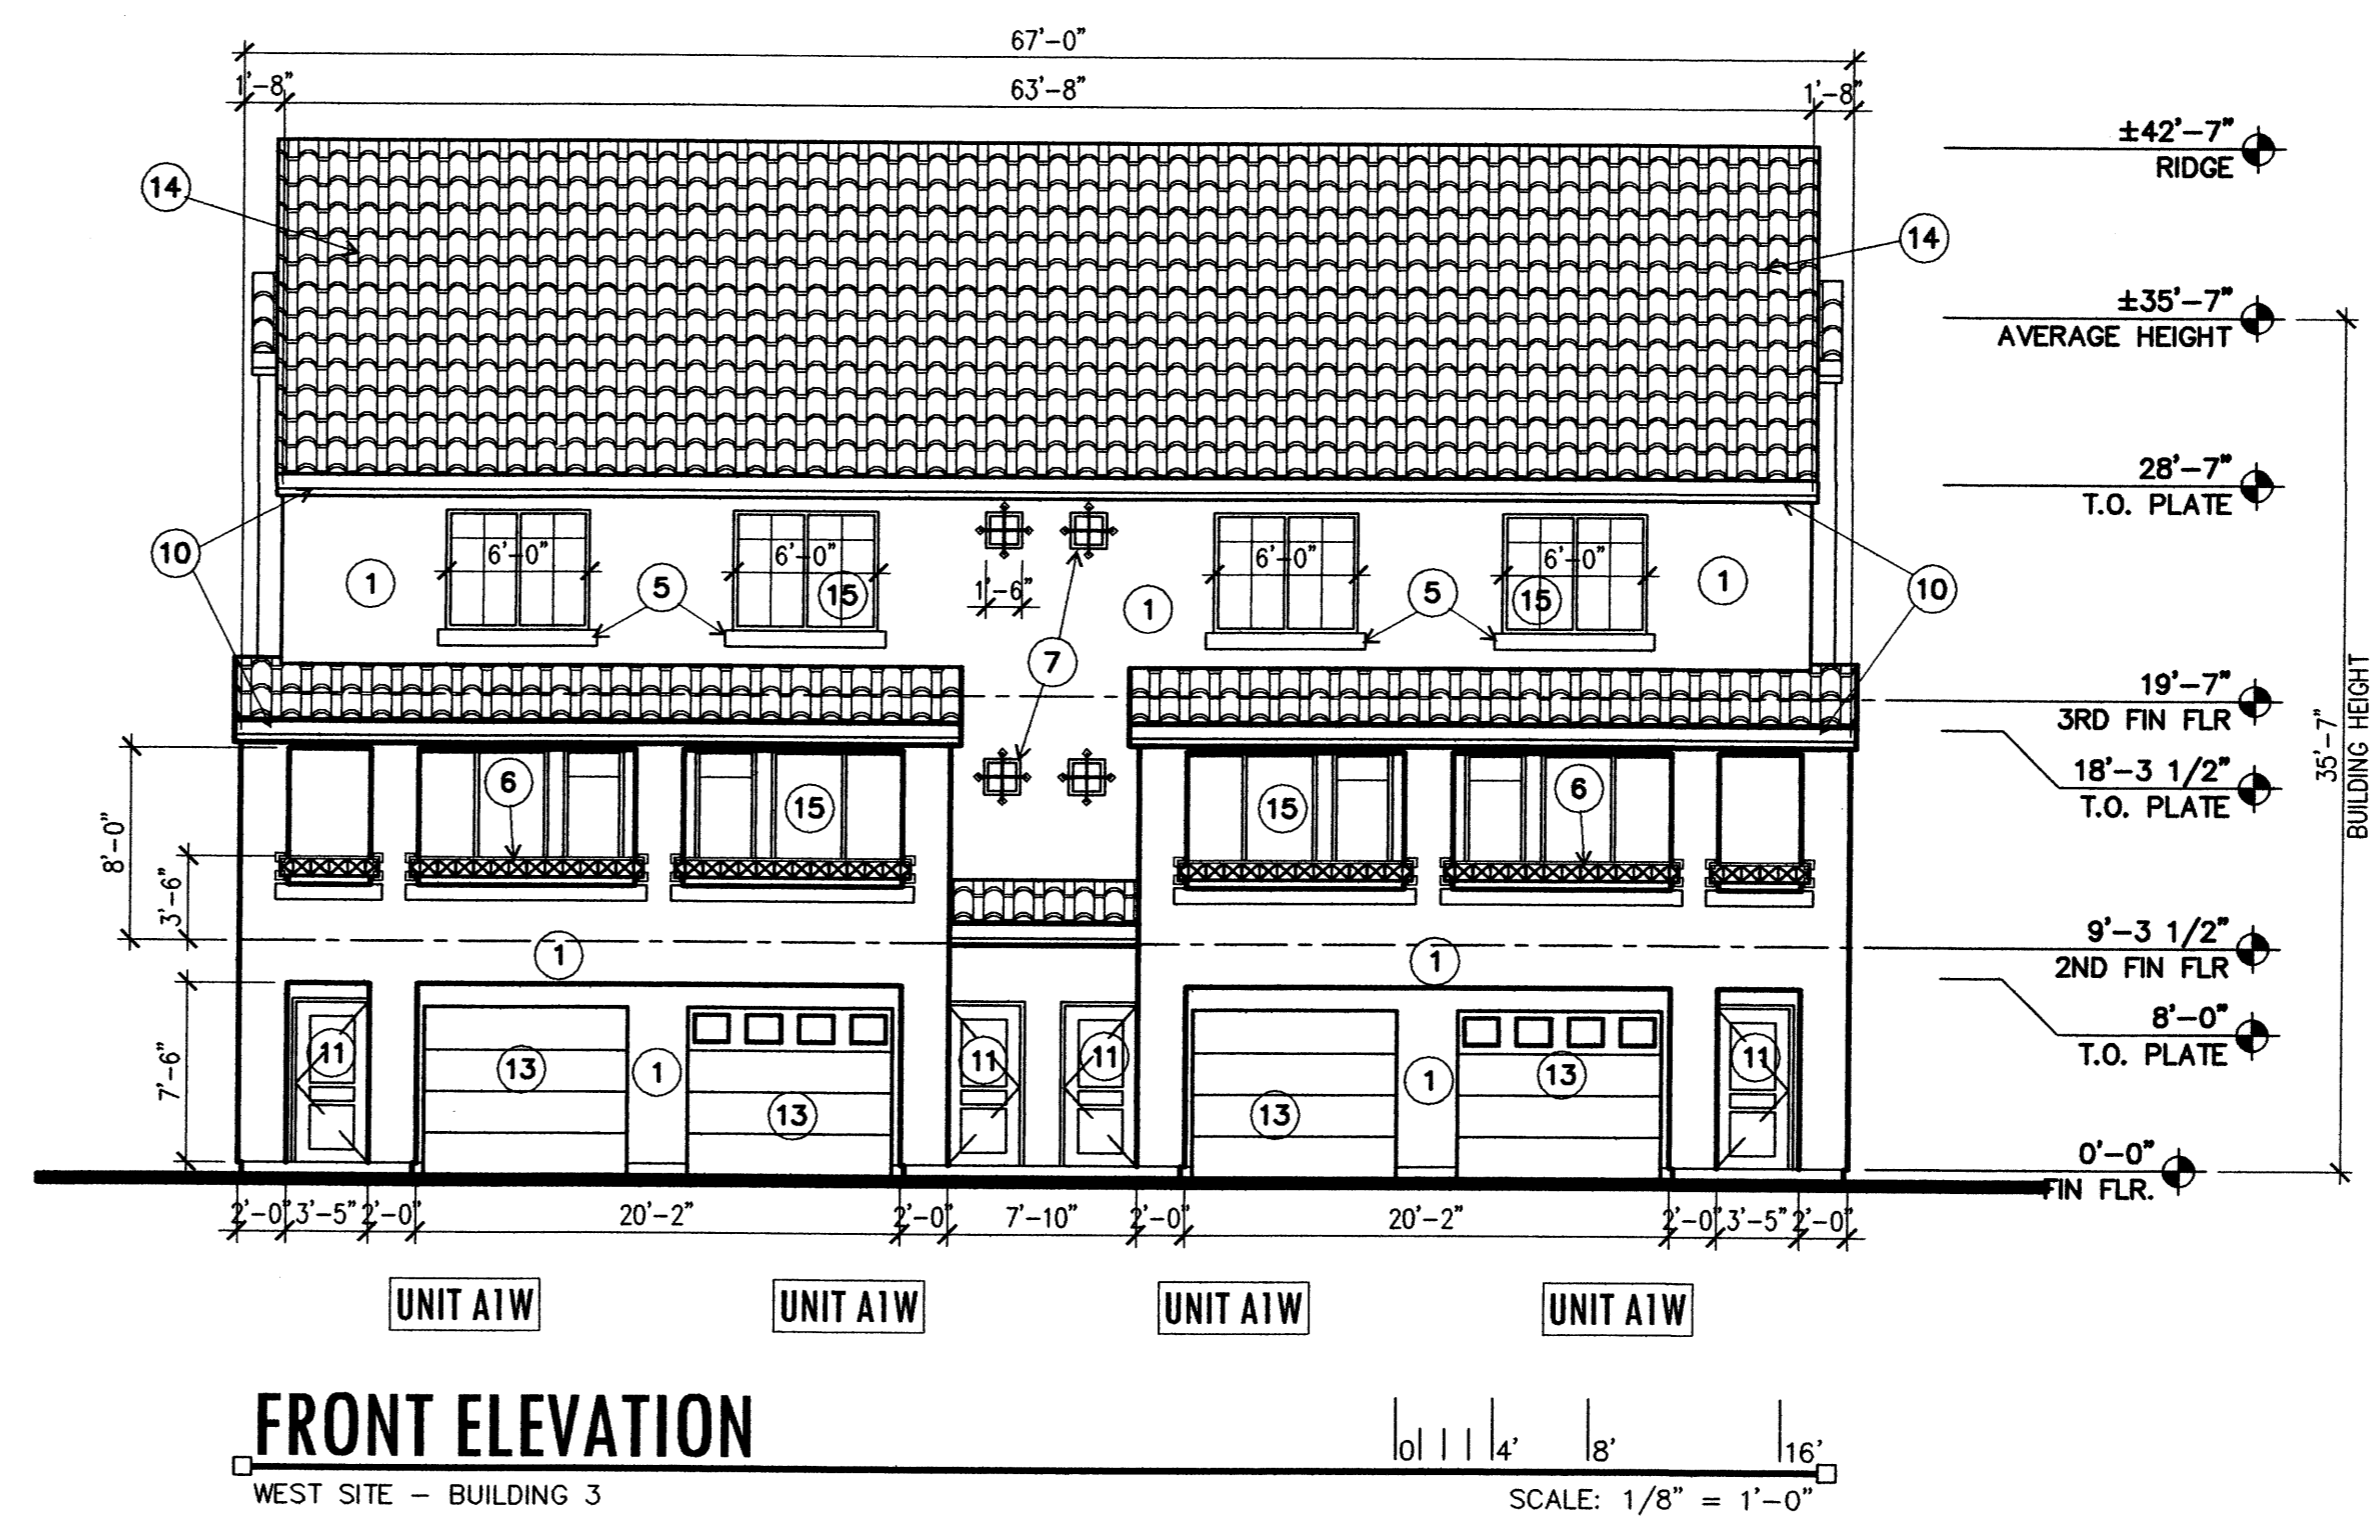 67'-0"
1'-8" 63'-8" 1'-8"
±42'-7"
RIDGE
14
14
±35'-7"
AVERAGE HEIGHT
28'-7"
T.O. PLATE
10
1
6'-0"
5
6'-0"
15
1'-6"
1
6'-0"
5
6'-0"
15
1
10
7
19'-7"
3RD FIN FLR
35'-7"
BUILDING HEIGHT
18'-3 1/2"
T.O. PLATE
8'-0"
3'-6"
6
15
15
6
9'-3 1/2"
2ND FIN FLR
1
1
8'-0"
T.O. PLATE
7'-6"
11
13
1
13
11
11
13
1
13
11
0'-0"
FIN FLR.
2'-0" 3'-5" 2'-0" 20'-2" 2'-0" 7'-10" 2'-0" 20'-2" 2'-0" 3'-5" 2'-0"
UNIT A1W UNIT A1W UNIT A1W UNIT A1W
FRONT ELEVATION
0 4' 8' 16'
WEST SITE – BUILDING 3
SCALE: 1/8" = 1'-0"